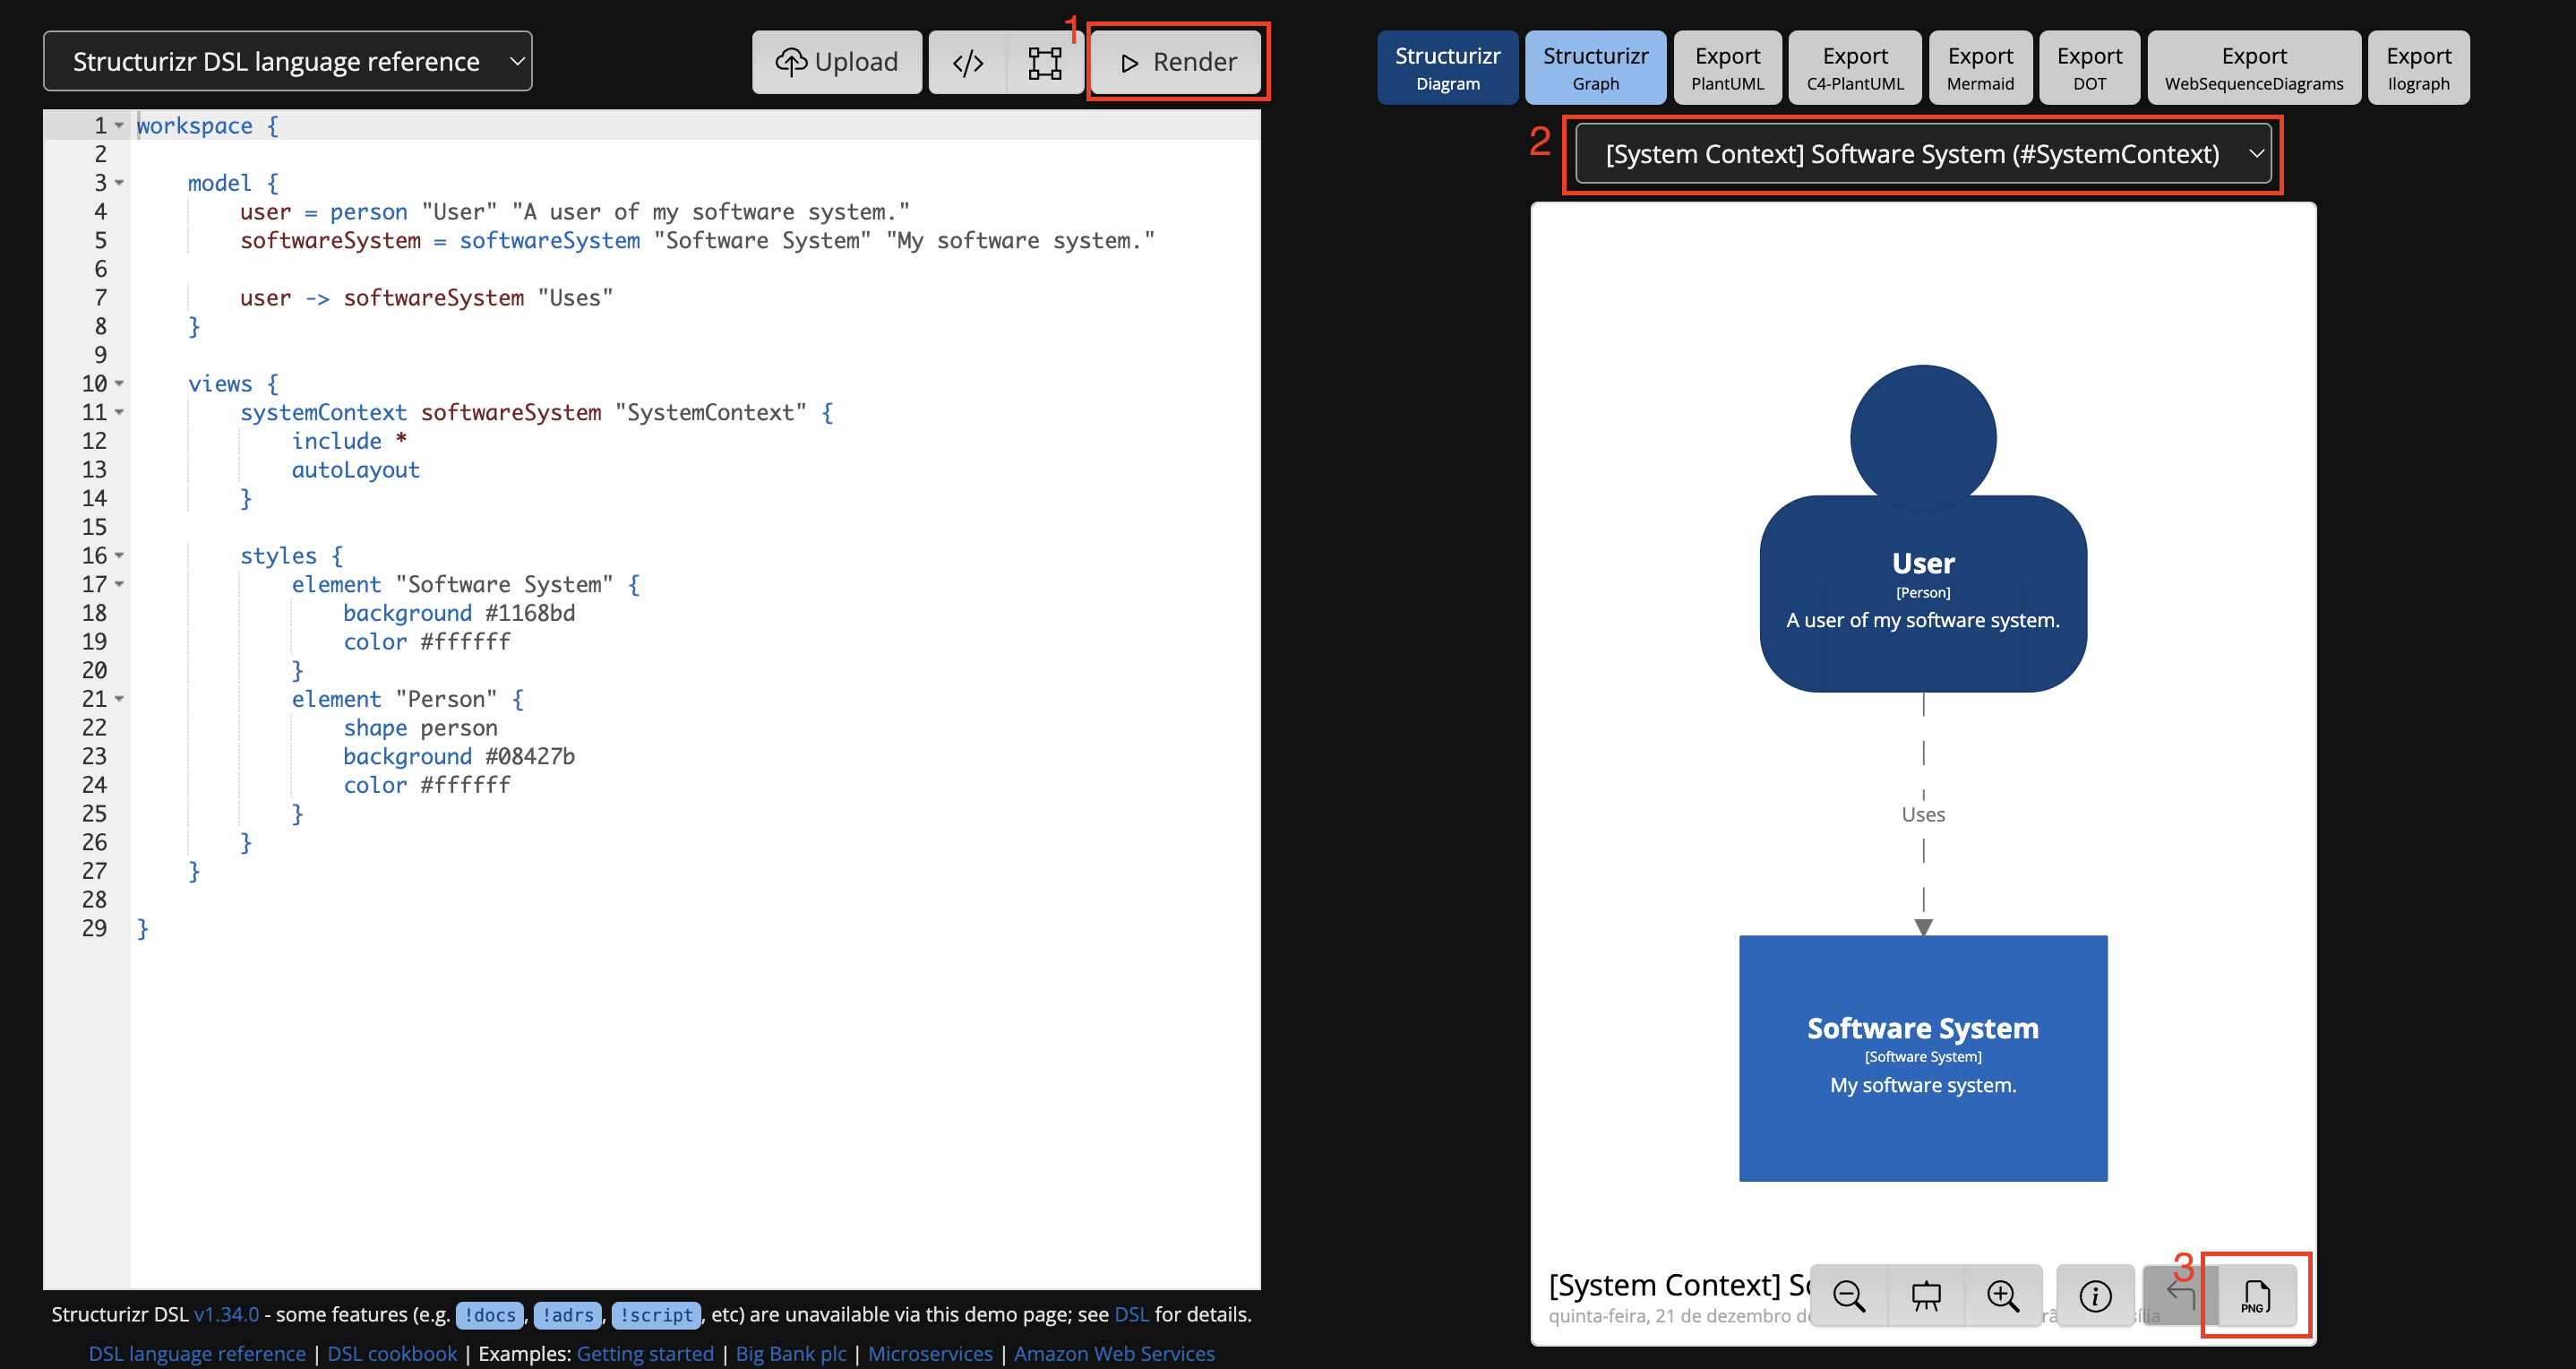 Structurizr DSL language reference
Upload
</>
1
Render
1 workspace {
2
3 model {
4 user = person "User" "A user of my software system."
5 softwareSystem = softwareSystem "Software System" "My software system."
6
7 user -> softwareSystem "Uses"
8 }
9
10 views {
11 systemContext softwareSystem "SystemContext" {
12 include *
13 autoLayout
14 }
15
16 styles {
17 element "Software System" {
18 background #1168bd
19 color #ffffff
20 }
21 element "Person" {
22 shape person
23 background #08427b
24 color #ffffff
25 }
26 }
27 }
28
29 }
Structurizr DSL v1.34.0 - some features (e.g. !docs, !adrs, !script, etc) are unavailable via this demo page; see DSL for details.
DSL language reference | DSL cookbook | Examples: Getting started | Big Bank plc | Microservices | Amazon Web Services
Structurizr
Diagram
Structurizr
Graph
Export
PlantUML
Export
C4-PlantUML
Export
Mermaid
Export
DOT
Export
WebSequenceDiagrams
Export
Ilograph
2
[System Context] Software System (#SystemContext)
User
[Person]
A user of my software system.
Uses
Software System
[Software System]
My software system.
[System Context]
quinta-feira, 21 de dezembro
3
PNG